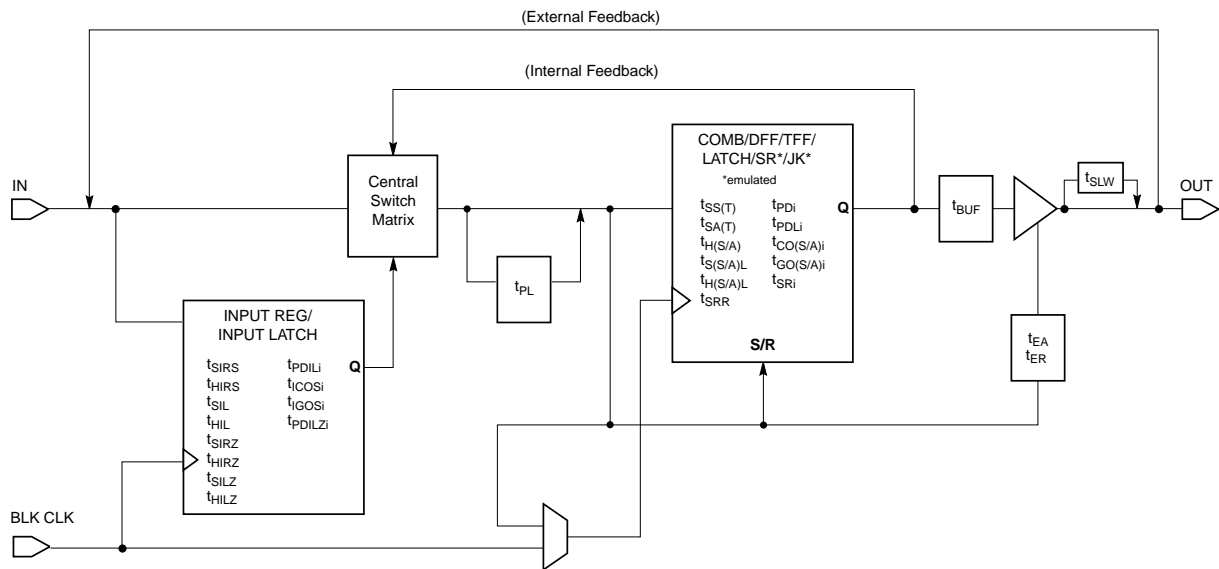 (External Feedback)
(Internal Feedback)
IN
Central
Switch
Matrix
tPL
COMB/DFF/TFF/
LATCH/SR*/JK*
*emulated
tSS(T) tPDi Q
tSA(T) tPDLi
tH(S/A) tCO(S/A)i
tS(S/A)L tGO(S/A)i
tH(S/A)L tSRi
tSRR
S/R
tBUF
tSLW
OUT
tEA
tER
INPUT REG/
INPUT LATCH
tSIRS tPDILi Q
tHIRS tICOSi
tSIL tIGOSi
tHIL tPDILZi
tSIRZ
tHIRZ
tSILZ
tHILZ
BLK CLK